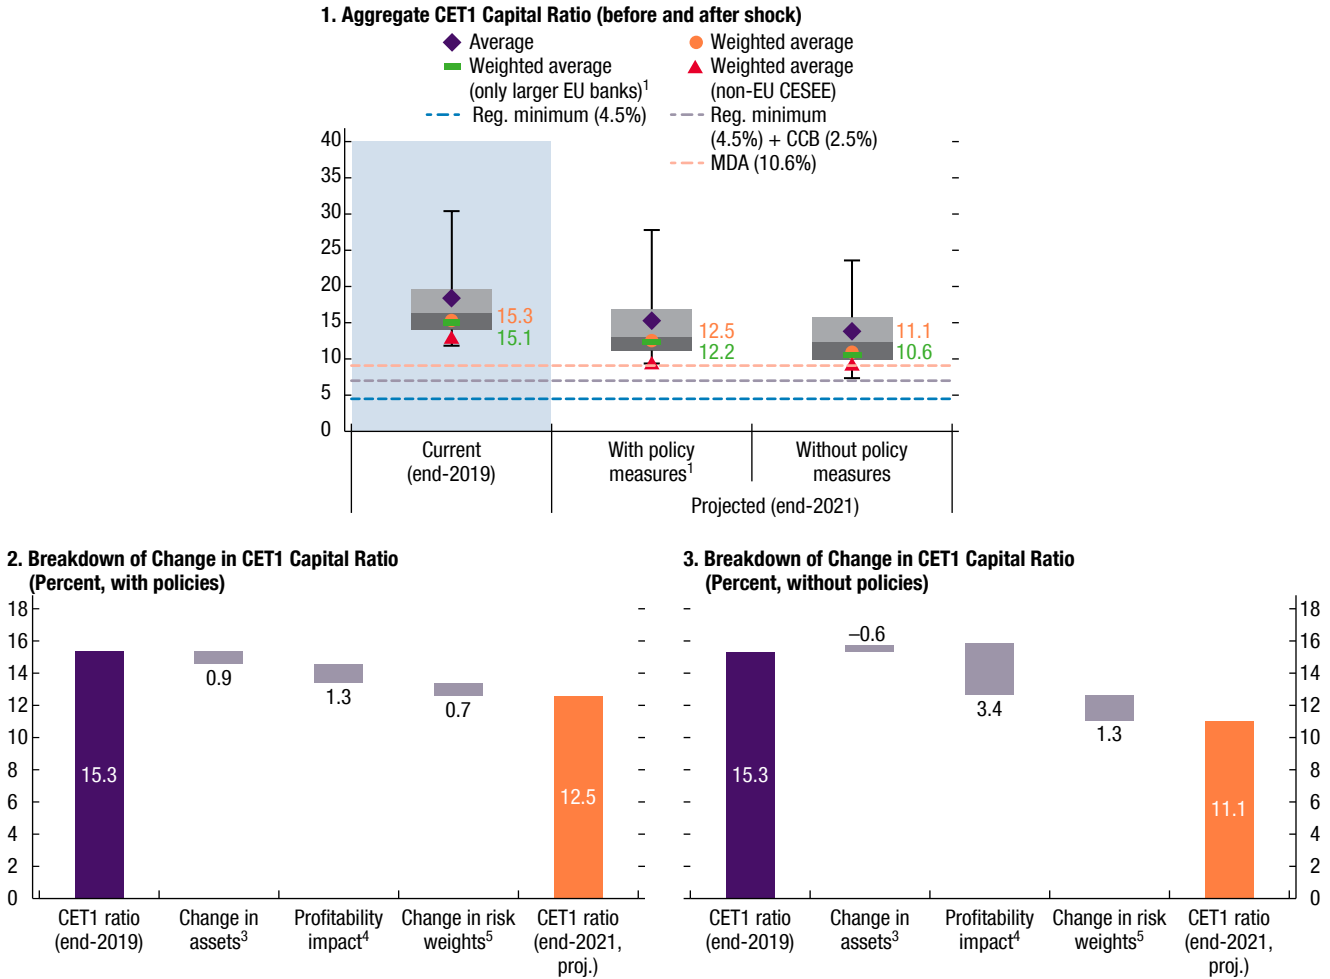 1. Aggregate CET1 Capital Ratio (before and after shock)
Average
Weighted average
Weighted average
(only larger EU banks)1
Weighted average
(non-EU CESEE)
Reg. minimum (4.5%)
Reg. minimum
(4.5%) + CCB (2.5%)
MDA (10.6%)
40
35
30
25
20
15
10
5
0
15.3
15.1
12.5
12.2
11.1
10.6
Current
(end-2019)
With policy
measures1
Without policy
measures
Projected (end-2021)
2. Breakdown of Change in CET1 Capital Ratio
(Percent, with policies)
18
16
14
12
10
8
6
4
2
0
15.3
0.9
1.3
0.7
12.5
CET1 ratio
(end-2019)
Change in
assets3
Profitability
impact4
Change in risk
weights5
CET1 ratio
(end-2021,
proj.)
3. Breakdown of Change in CET1 Capital Ratio
(Percent, without policies)
18
16
14
12
10
8
6
4
2
0
15.3
–0.6
3.4
1.3
11.1
CET1 ratio
(end-2019)
Change in
assets3
Profitability
impact4
Change in risk
weights5
CET1 ratio
(end-2021,
proj.)